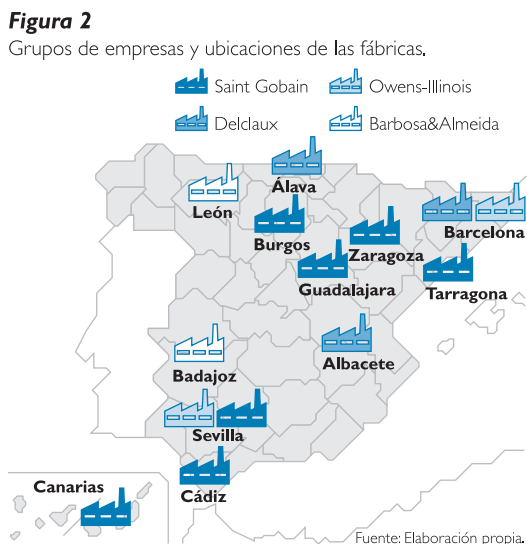 Figura 2
Grupos de empresas y ubicaciones de las fábricas.
Saint Gobain
Owens-Illinois
Delclaux
Barbosa&Almeida
Álava
León
Burgos
Barcelona
Zaragoza
Guadalajara
Tarragona
Albacete
Badajoz
Sevilla
Canarias
Cádiz
Fuente: Elaboración propia.